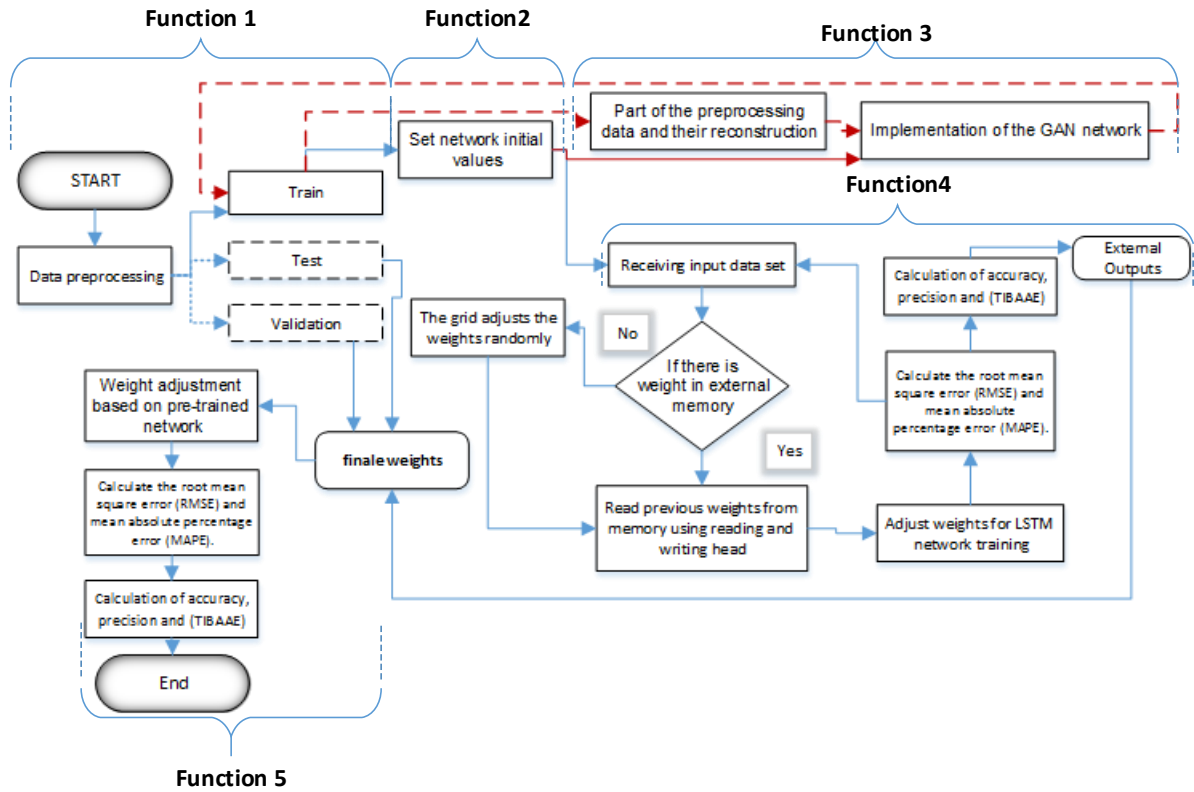 Function 1
Function2
Function 3
Part of the preprocessing
data and their reconstruction
Implementation of the GAN network
Set network initial
values
START
Train
Function4
Data preprocessing
Test
Validation
Receiving input data set
External
Outputs
Calculation of accuracy,
precision and (TIBAAE)
The grid adjusts the
weights randomly
No
If there is
weight in external
memory
Yes
Calculate the root mean
square error (RMSE) and
mean absolute
percentage error (MAPE).
Weight adjustment
based on pre-trained
network
finale weights
Calculate the root mean
square error (RMSE) and
mean absolute percentage
error (MAPE).
Read previous weights from
memory using reading and
writing head
Adjust weights for LSTM
network training
Calculation of accuracy,
precision and (TIBAAE)
End
Function 5